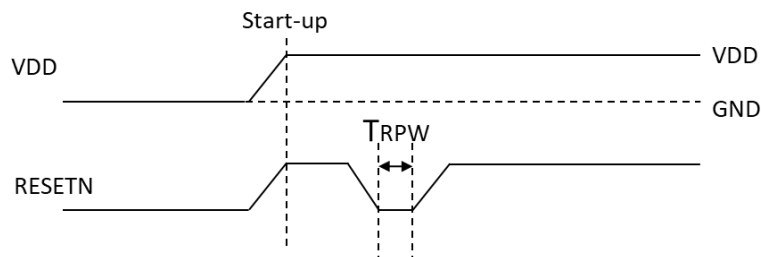 Start-up
VDD
VDD
GND
TRPW
RESETN